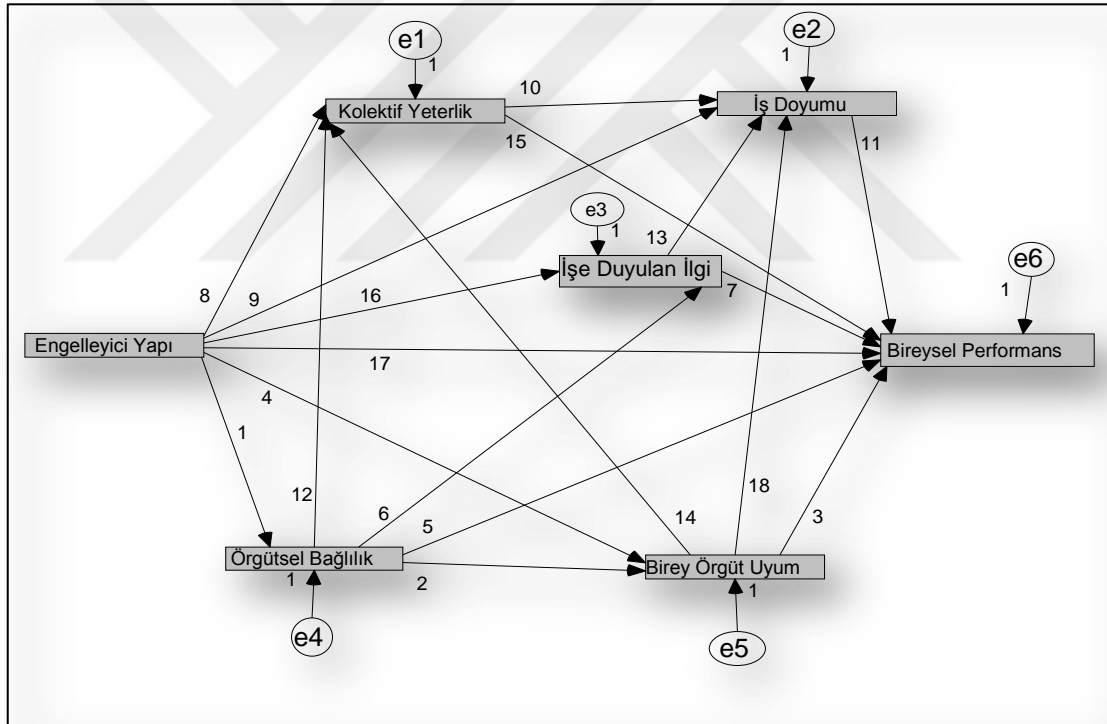 e1
e2
1
1
10
Kolektif Yeterlik
İş Doyumu
15
11
e3
1
13
İşe Duyulan İlgi
e6
7
1
8
9
16
Engelleyici Yapı
Bireysel Performans
17
4
1
12
6
5
14
18
3
Örgütsel Bağlılık
Birey Örgüt Uyum
1
2
1
e4
e5